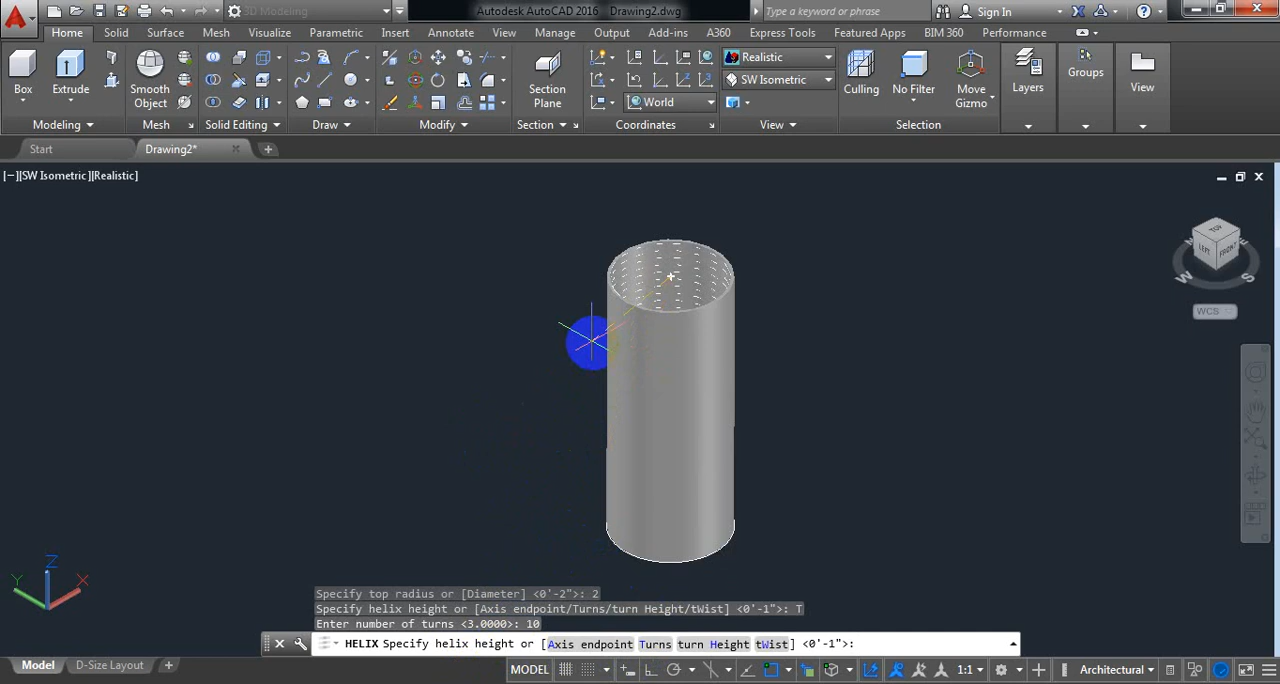 3D Modeling
Autodesk AutoCAD 2016 Drawing2.dwg
Type a keyword or phrase
Sign In
Home Solid Surface Mesh Visualize Parametric Insert Annotate View Manage Output Add-ins A360 Express Tools Featured Apps BIM 360 Performance
Box
Extrude
Smooth
Object
Section
Plane
Realistic
SW Isometric
World
Culling
No Filter
Move
Gizmo
Layers
Groups
View
Modeling
Mesh
Solid Editing
Draw
Modify
Section
Coordinates
View
Selection
Start
Drawing2*
[−][SW Isometric][Realistic]
TOP
LEFT
FRONT
W
S
WCS
Z
Y
X
Specify top radius or [Diameter] <0'-2">: 2
Specify helix height or [Axis endpoint/Turns/turn Height/tWist] <0'-1">: T
Enter number of turns <3.0000>: 10
HELIX Specify helix height or [Axis endpoint Turns turn Height tWist] <0'-1">:
Model
D-Size Layout
MODEL
1:1
Architectural